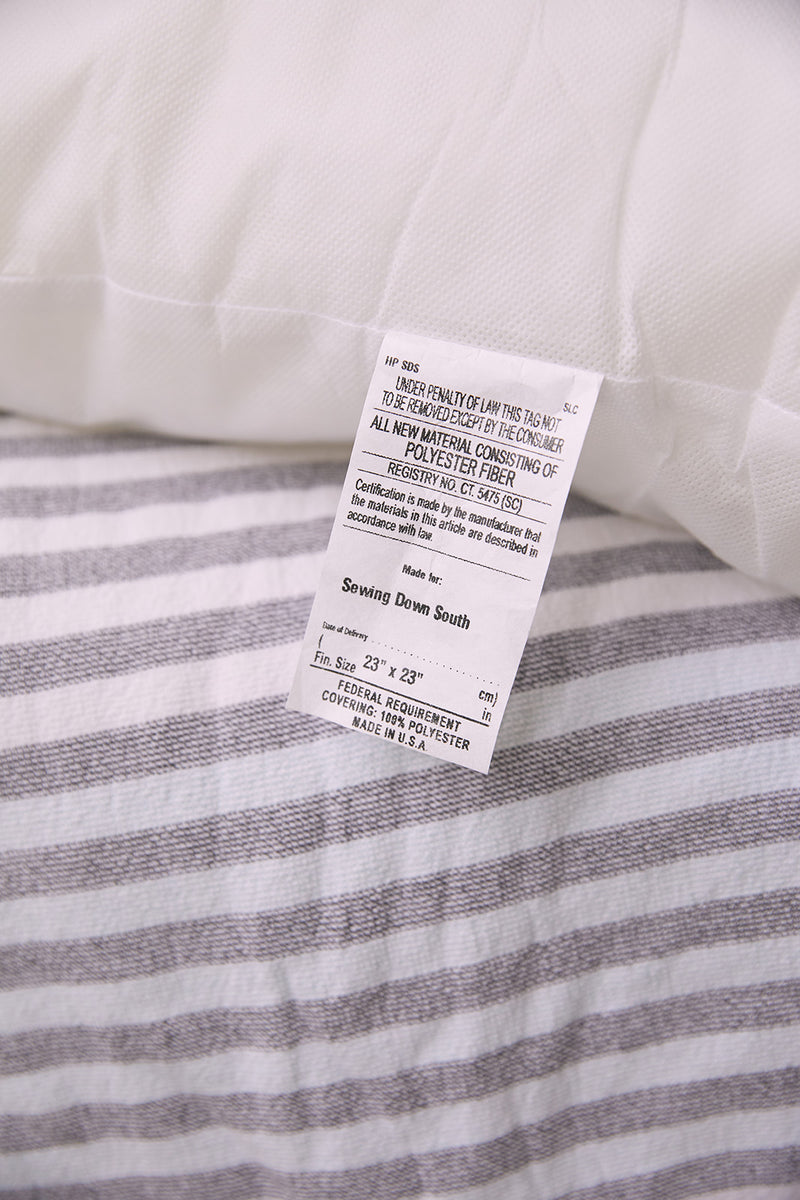 HP SDS
SLC
UNDER PENALTY OF LAW THIS TAG NOT
TO BE REMOVED EXCEPT BY THE CONSUMER
ALL NEW MATERIAL CONSISTING OF
POLYESTER FIBER
REGISTRY NO. CT. 5475 (SC)
Certification is made by the manufacturer that
the materials in this article are described in
accordance with law.
Made for:
Sewing Down South
Date of Delivery
( cm)
Fin. Size 23" x 23" in
FEDERAL REQUIREMENT
COVERING: 100% POLYESTER
MADE IN U.S.A.